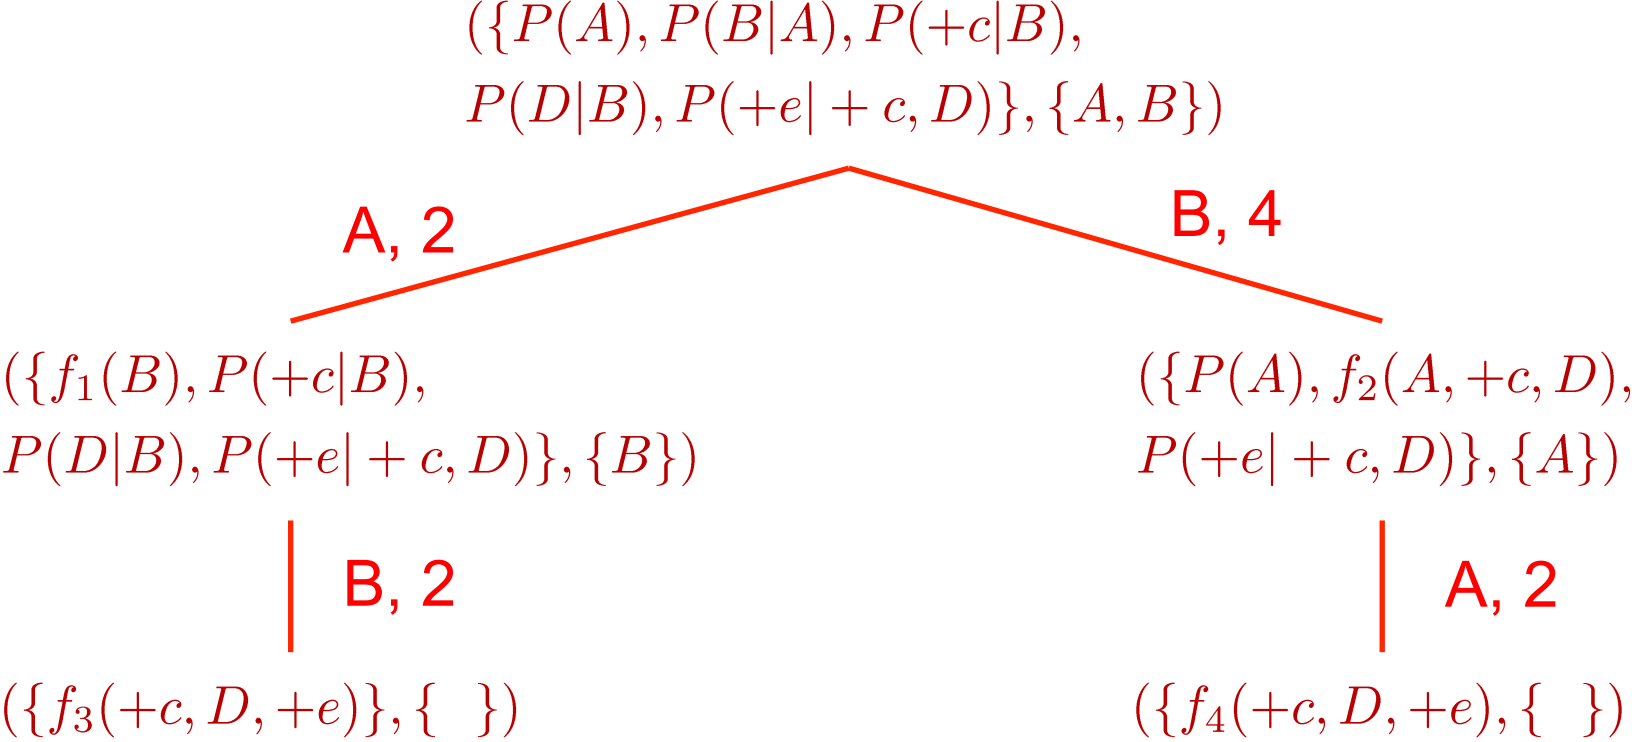 ({P(A), P(B|A), P(+c|B),
P(D|B), P(+e| + c, D)}, {A, B})
A, 2
B, 4
({f₁(B), P(+c|B),
P(D|B), P(+e| + c, D)}, {B})
({P(A), f₂(A, +c, D),
P(+e| + c, D)}, {A})
B, 2
A, 2
({f₃(+c, D, +e)}, { })
({f₄(+c, D, +e), { })